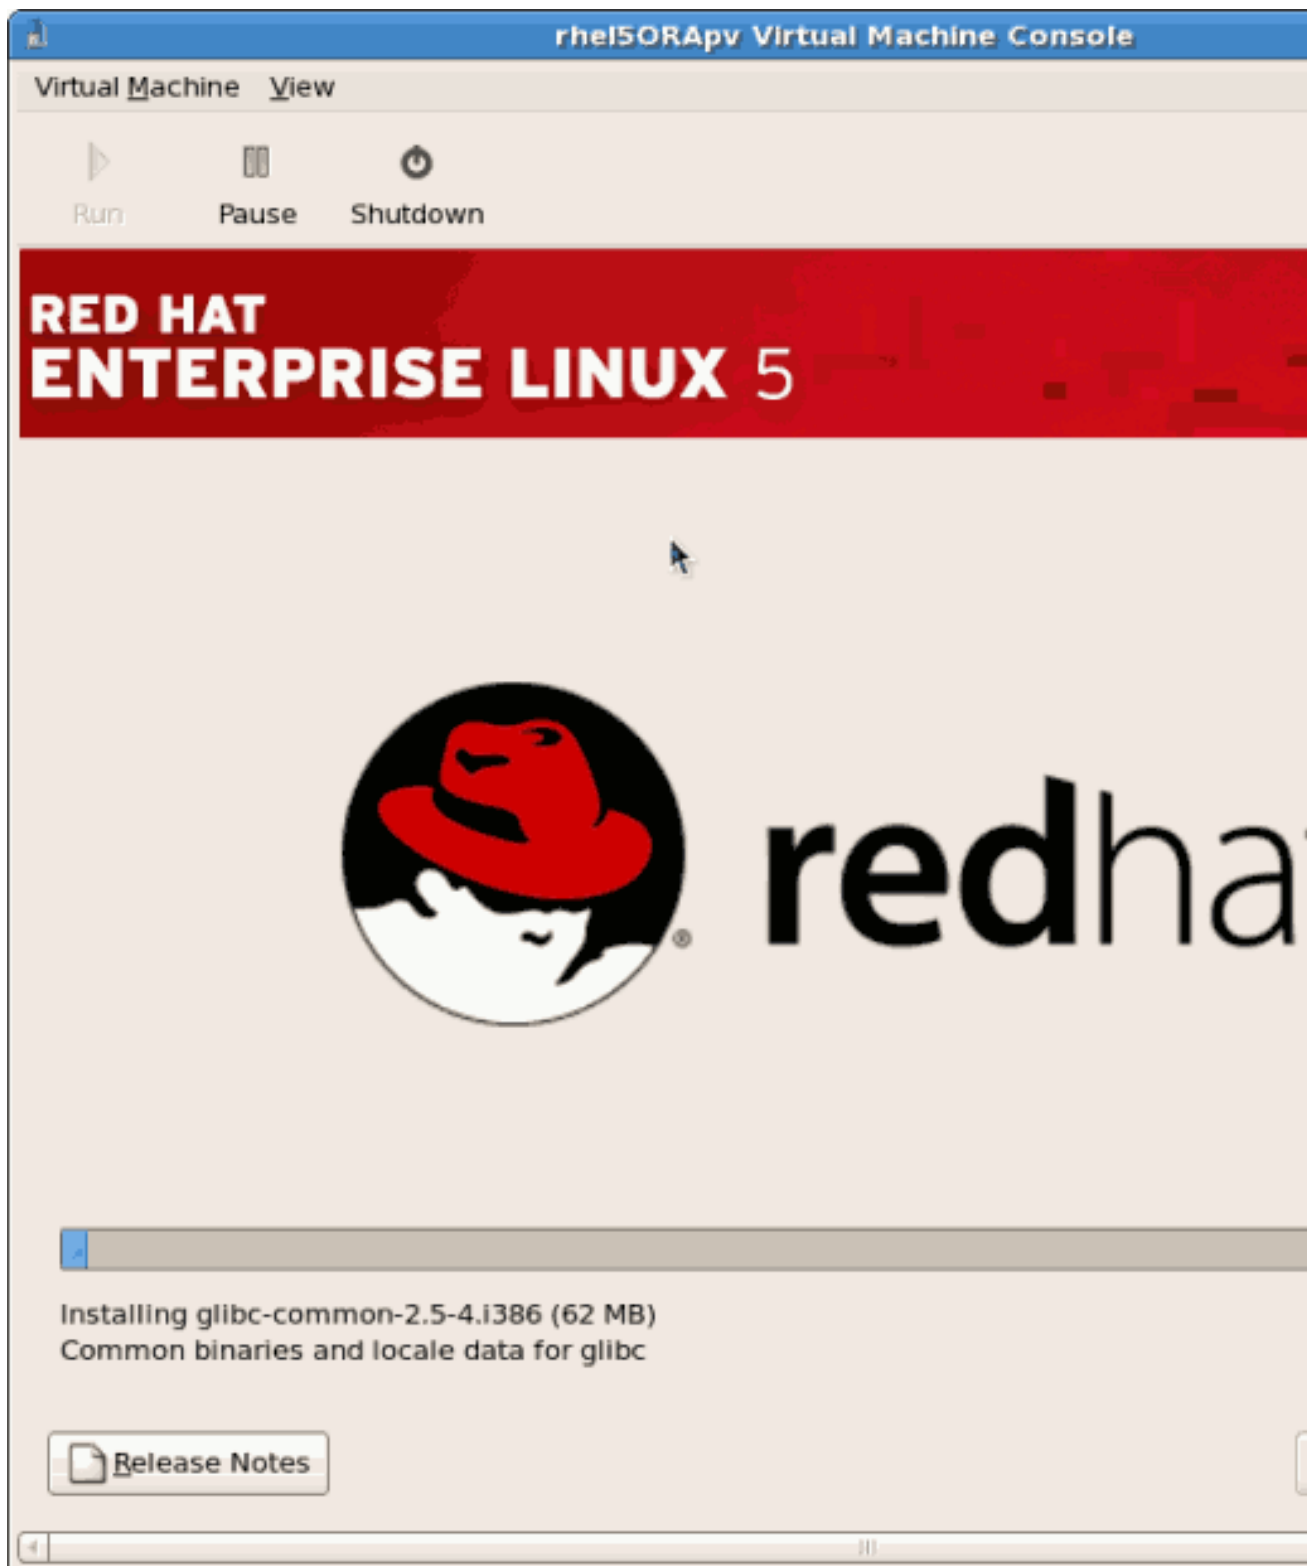 rhel5ORApv Virtual Machine Console
Virtual Machine View
Run Pause Shutdown
RED HAT
ENTERPRISE LINUX 5
redha
®
Installing glibc-common-2.5-4.i386 (62 MB)
Common binaries and locale data for glibc
Release Notes